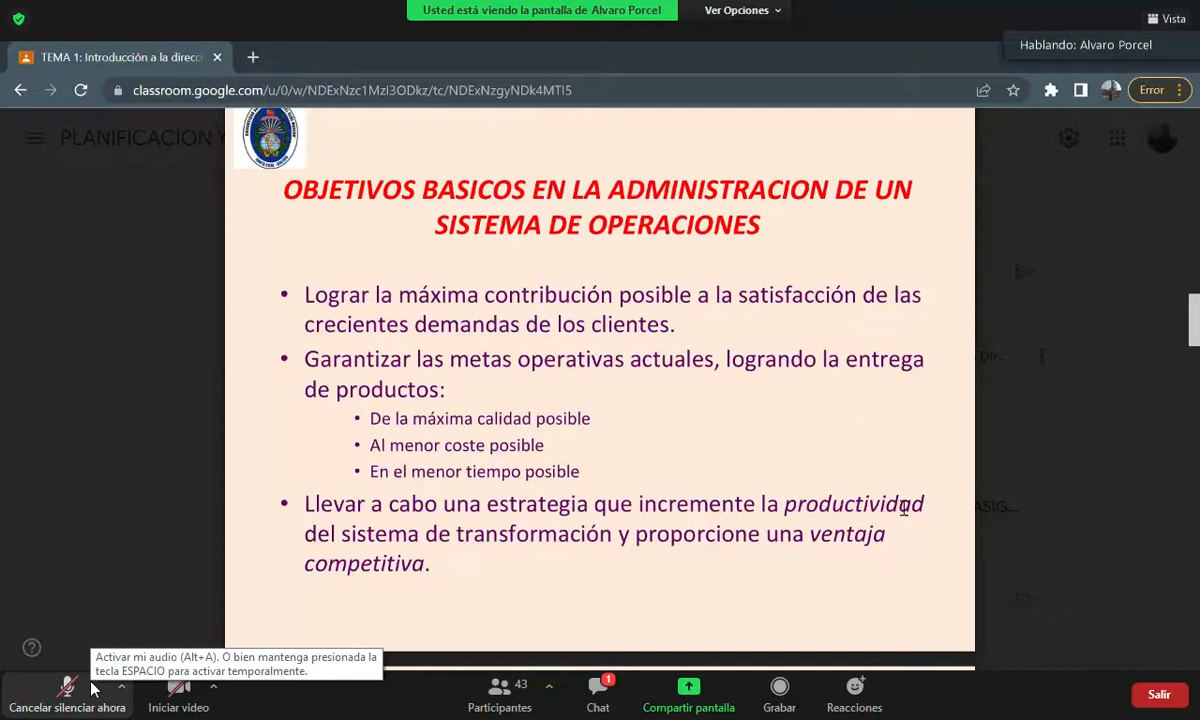 Usted está viendo la pantalla de Alvaro Porcel
Ver Opciones
Vista
TEMA 1: Introducción a la direcc
Hablando: Alvaro Porcel
classroom.google.com/u/0/w/NDExNzc1MzI3ODkz/tc/NDExNzgyNDk4MTI5
Error
PLANIFICACION Y
OBJETIVOS BASICOS EN LA ADMINISTRACION DE UN
SISTEMA DE OPERACIONES
• Lograr la máxima contribución posible a la satisfacción de las
crecientes demandas de los clientes.
• Garantizar las metas operativas actuales, logrando la entrega
de productos:
• De la máxima calidad posible
• Al menor coste posible
• En el menor tiempo posible
• Llevar a cabo una estrategia que incremente la productividad
del sistema de transformación y proporcione una ventaja
competitiva.
Dir...
ASIG...
Activar mi audio (Alt+A). O bien mantenga presionada la
tecla ESPACIO para activar temporalmente.
Cancelar silenciar ahora
Iniciar video
43
Participantes
1
Chat
Compartir pantalla
Grabar
Reacciones
Salir